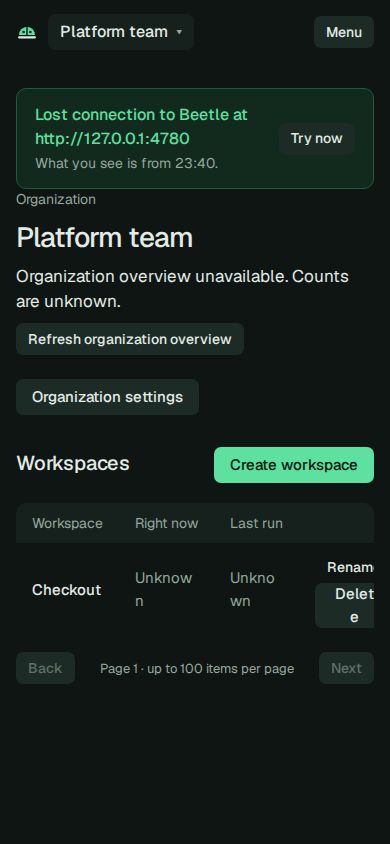 Platform team
Menu
Lost connection to Beetle at
http://127.0.0.1:4780
What you see is from 23:40.
Try now
Organization
Platform team
Organization overview unavailable. Counts
are unknown.
Refresh organization overview
Organization settings
Workspaces
Create workspace
Workspace Right now Last run
Rename
Checkout
Unknow
n
Unkno
wn
Delet
e
Back
Page 1 · up to 100 items per page
Next